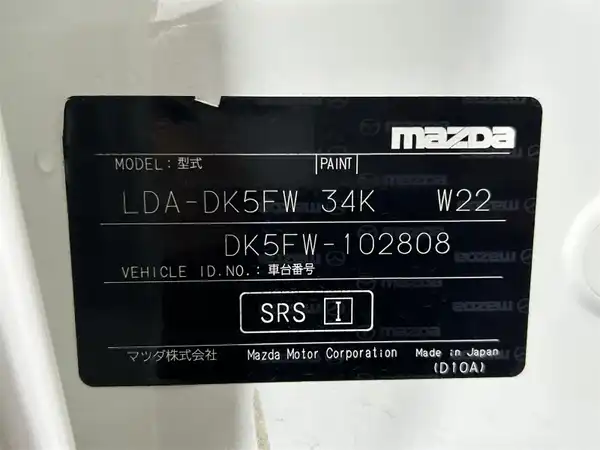 mazda
MODEL: 型式 PAINT
LDA-DK5FW 34K W22
DK5FW-102808
VEHICLE ID.NO.: 車台番号
SRS I
マツダ株式会社 Mazda Motor Corporation Made in Japan
(D10A)